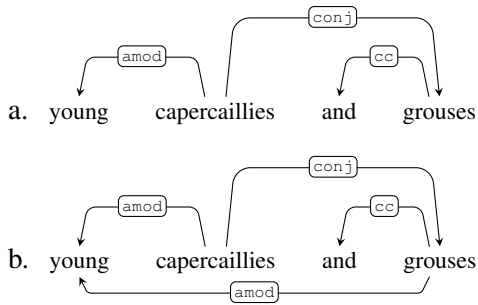 conj
amod cc
a. young capercaillies and grouses
conj
amod cc
b. young capercaillies and grouses
amod